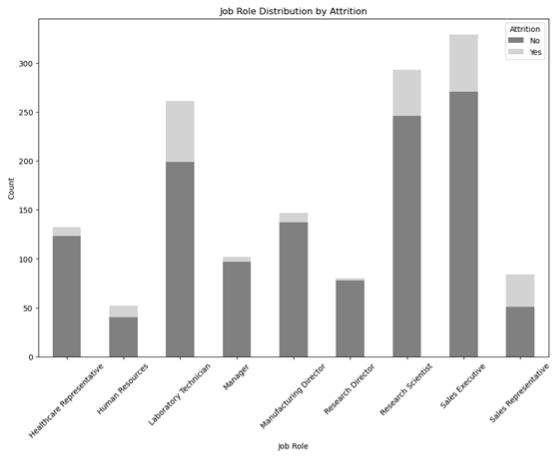 Job Role Distribution by Attrition
Attrition
No
Yes
Count
300
250
200
150
100
50
0
Healthcare Representative
Human Resources
Laboratory Technician
Manager
Manufacturing Director
Research Director
Research Scientist
Sales Executive
Sales Representative
Job Role